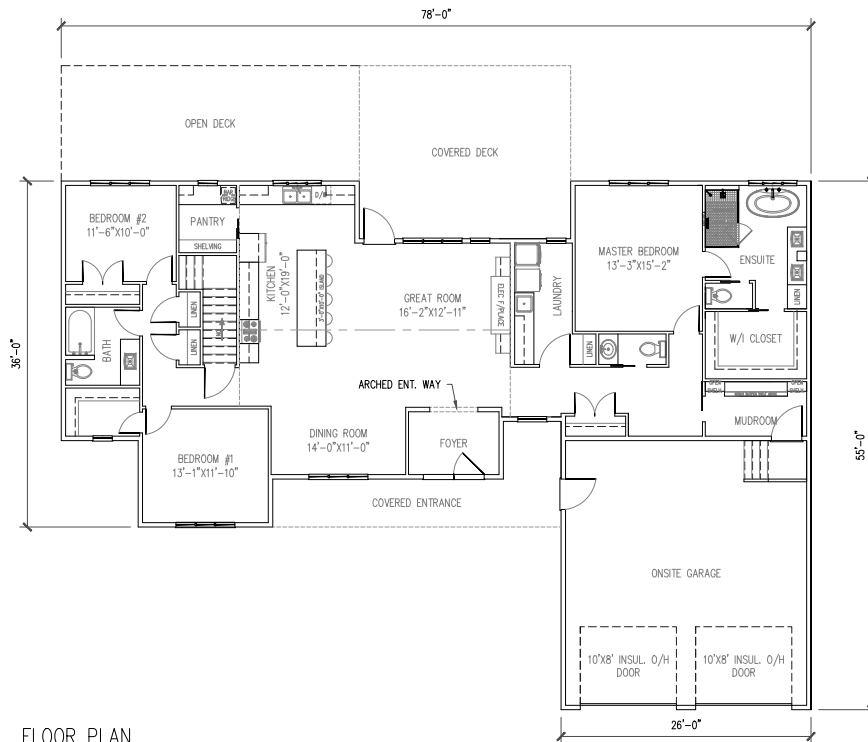 78'-0"
OPEN DECK
COVERED DECK
BEDROOM #2
11'-6"X10'-0"
PANTRY
SHELVING
BAR
D/W
KITCHEN
12'-0"X19'-0"
GREAT ROOM
16'-2"X12'-11"
ELEC F/PLACE
LAUNDRY
MASTER BEDROOM
13'-3"X15'-2"
ENSUITE
LINEN
W/I CLOSET
LINEN
LINEN
LINEN
BATH
36'-0"
ARCHED ENT. WAY
MUDROOM
DINING ROOM
14'-0"X11'-0"
FOYER
BEDROOM #1
13'-1"X11'-10"
COVERED ENTRANCE
55'-0"
ONSITE GARAGE
10'X8' INSUL. O/H
DOOR
10'X8' INSUL. O/H
DOOR
26'-0"
FLOOR PLAN